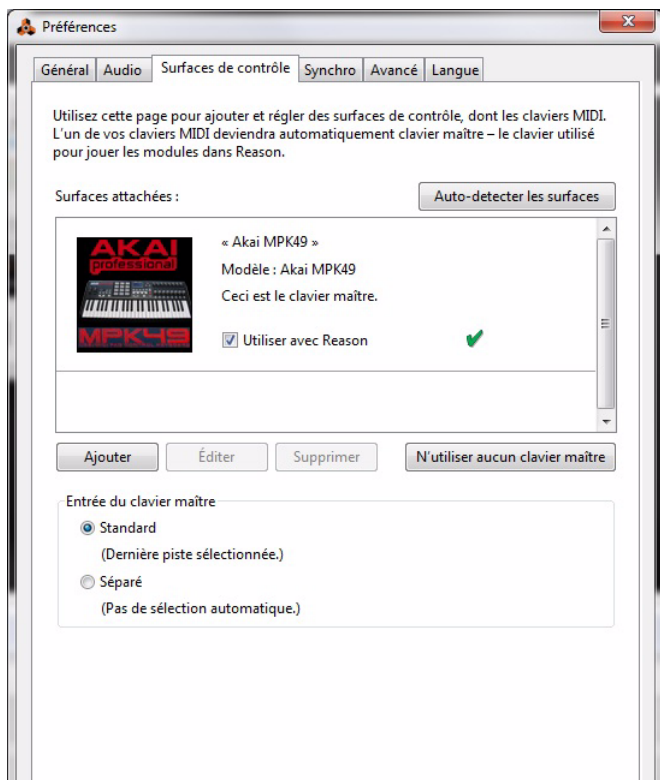 Préférences
Général Audio Surfaces de contrôle Synchro Avancé Langue
Utilisez cette page pour ajouter et régler des surfaces de contrôle, dont les claviers MIDI.
L'un de vos claviers MIDI deviendra automatiquement clavier maître – le clavier utilisé
pour jouer les modules dans Reason.
Surfaces attachées :
Auto-detecter les surfaces
AKAI
professional
MPK49
« Akai MPK49 »
Modèle : Akai MPK49
Ceci est le clavier maître.
Utiliser avec Reason
Ajouter Éditer Supprimer N'utiliser aucun clavier maître
Entrée du clavier maître
Standard
(Dernière piste sélectionnée.)
Séparé
(Pas de sélection automatique.)